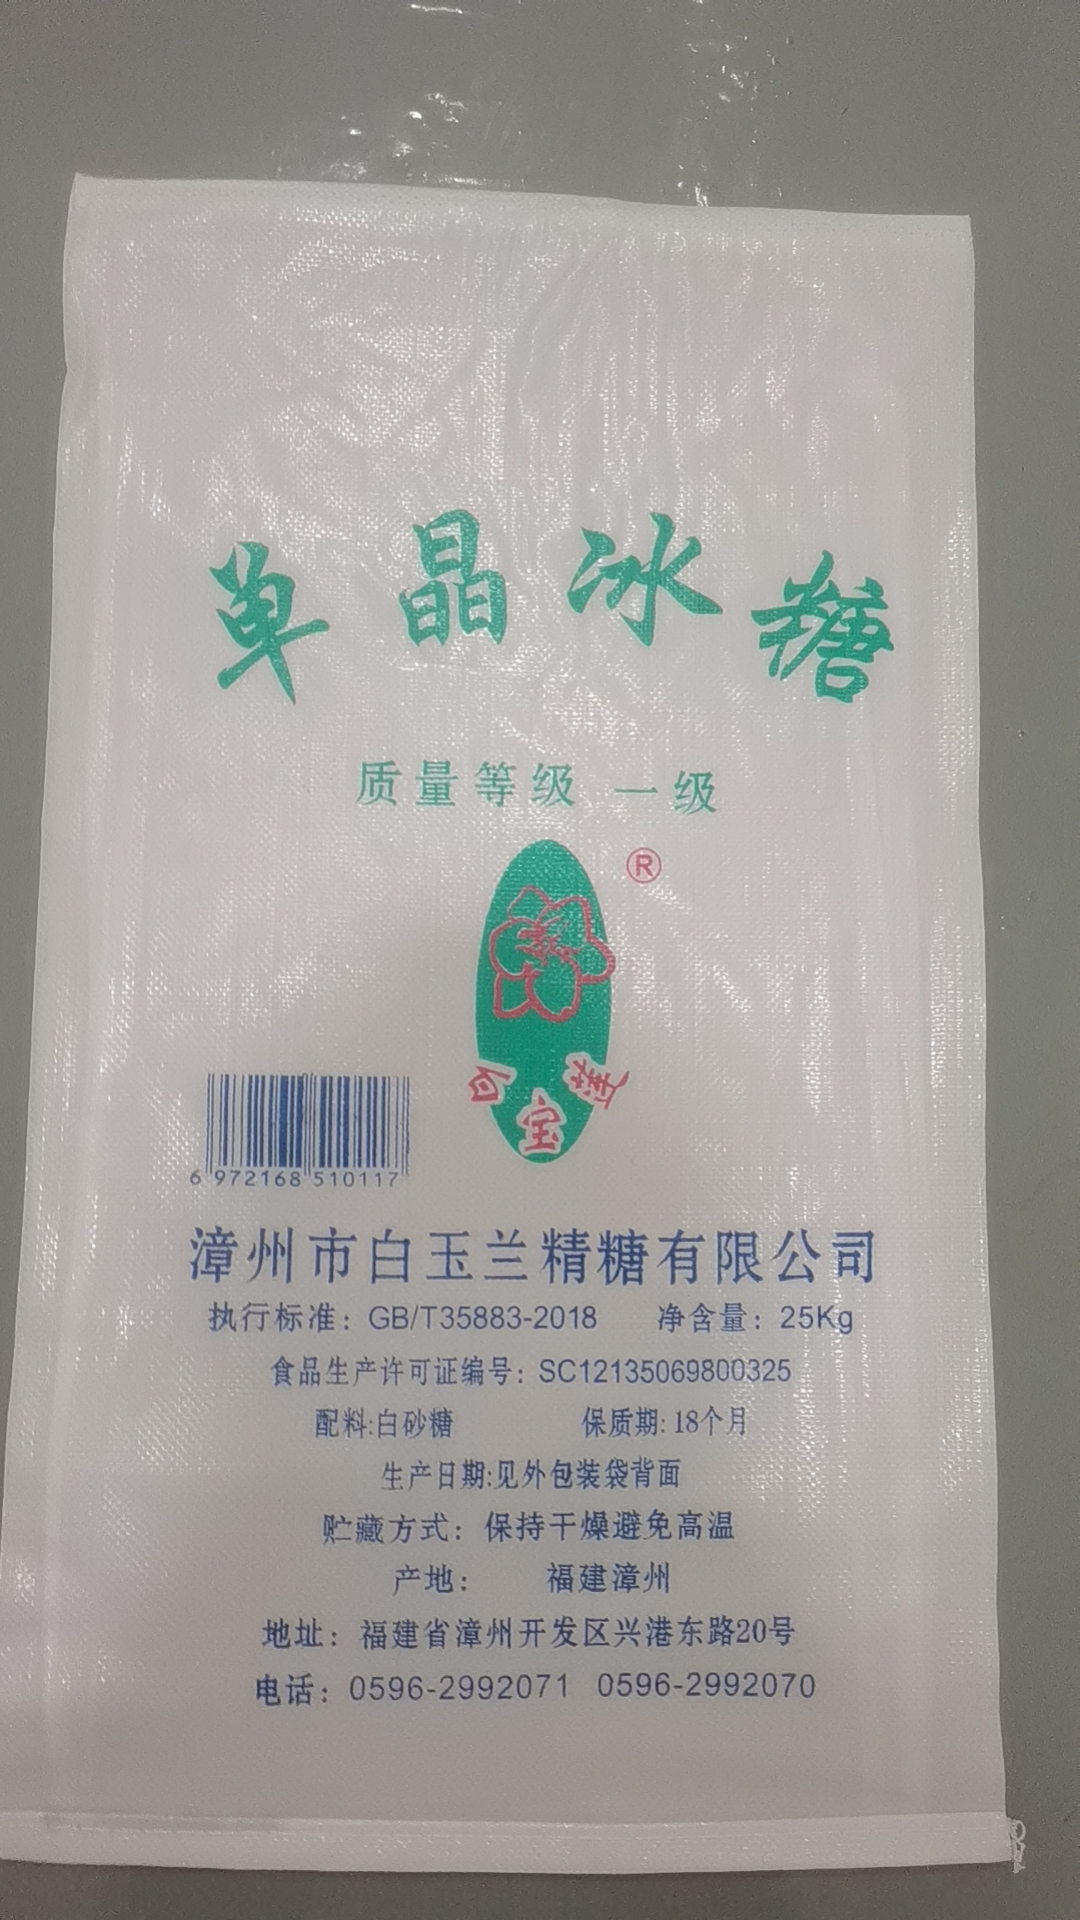 单晶冰糖
质量等级 一级
®
白宝
6 972168 510117
漳州市白玉兰精糖有限公司
执行标准：GB/T35883-2018 净含量：25Kg
食品生产许可证编号：SC12135069800325
配料:白砂糖 保质期:18个月
生产日期:见外包装袋背面
贮藏方式：保持干燥避免高温
产地： 福建漳州
地址：福建省漳州开发区兴港东路20号
电话：0596-2992071 0596-2992070